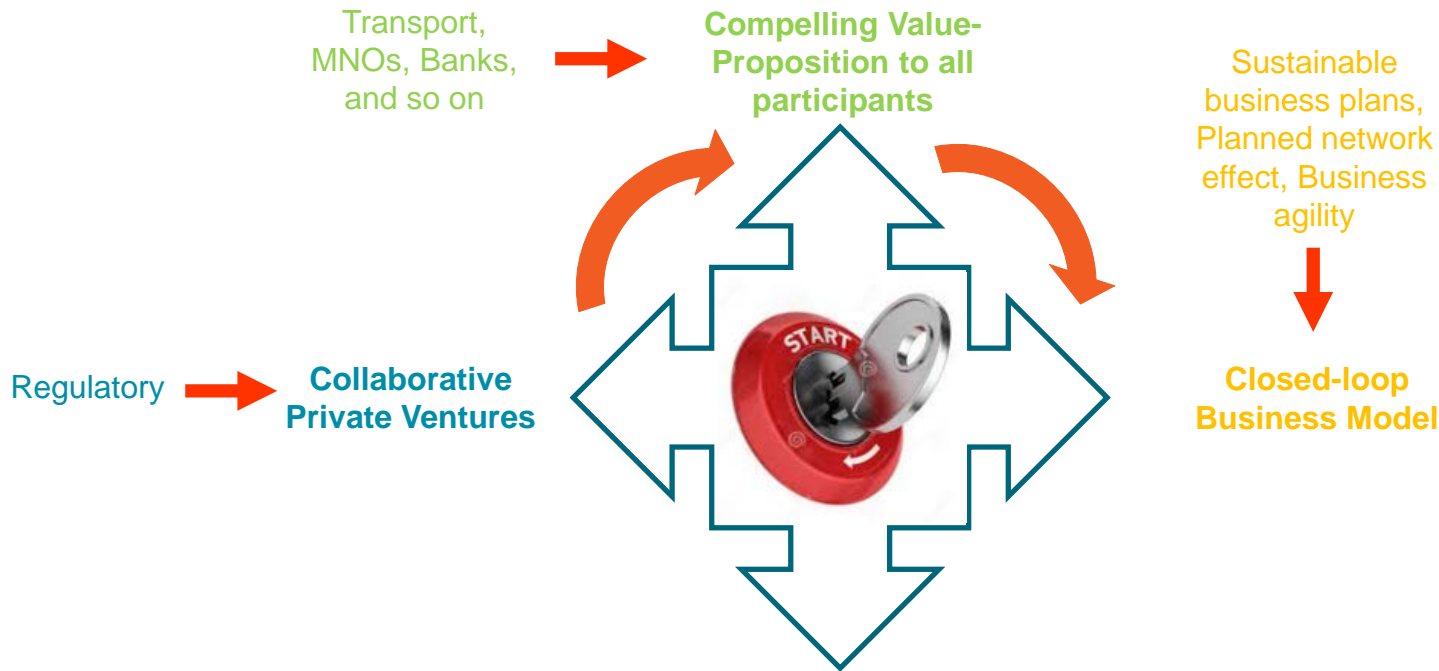 Transport,
MNOs, Banks,
and so on
Compelling Value-
Proposition to all
participants
Sustainable
business plans,
Planned network
effect, Business
agility
START
Regulatory
Collaborative
Private Ventures
Closed-loop
Business Model